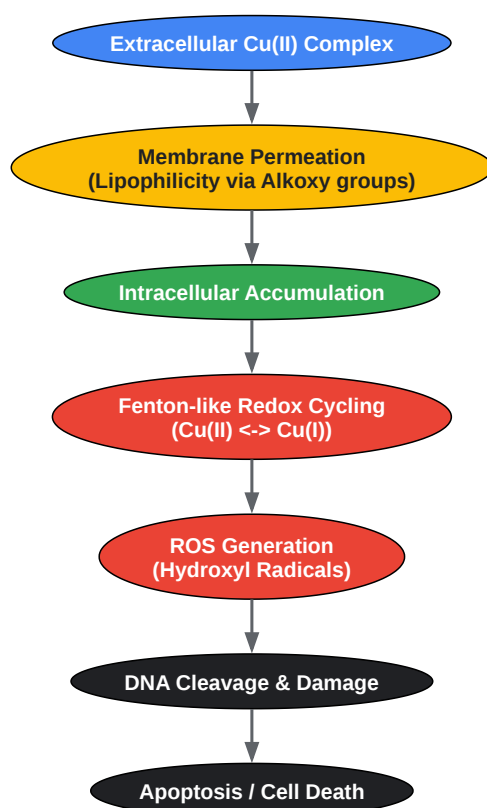 Extracellular Cu(II) Complex
Membrane Permeation
(Lipophilicity via Alkoxy groups)
Intracellular Accumulation
Fenton-like Redox Cycling
(Cu(II) <-> Cu(I))
ROS Generation
(Hydroxyl Radicals)
DNA Cleavage & Damage
Apoptosis / Cell Death